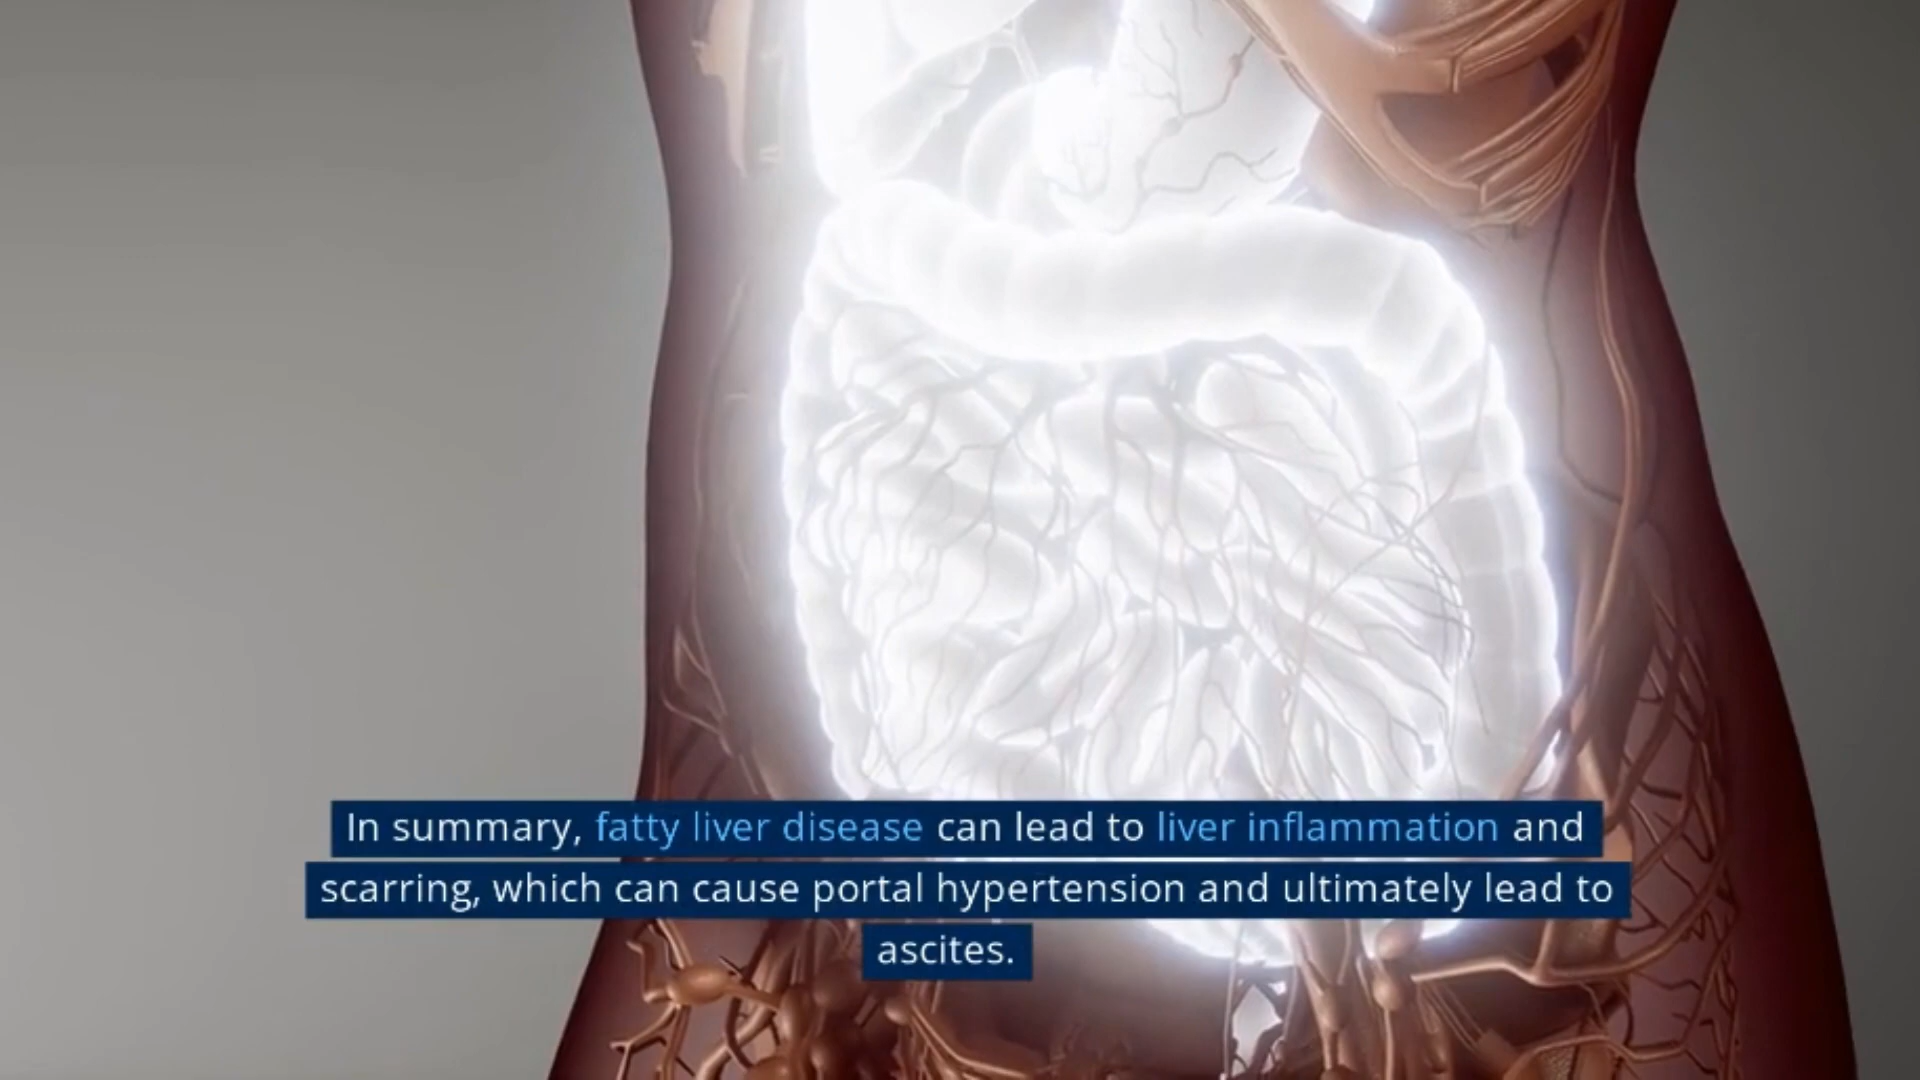 In summary, fatty liver disease can lead to liver inflammation and
scarring, which can cause portal hypertension and ultimately lead to
ascites.